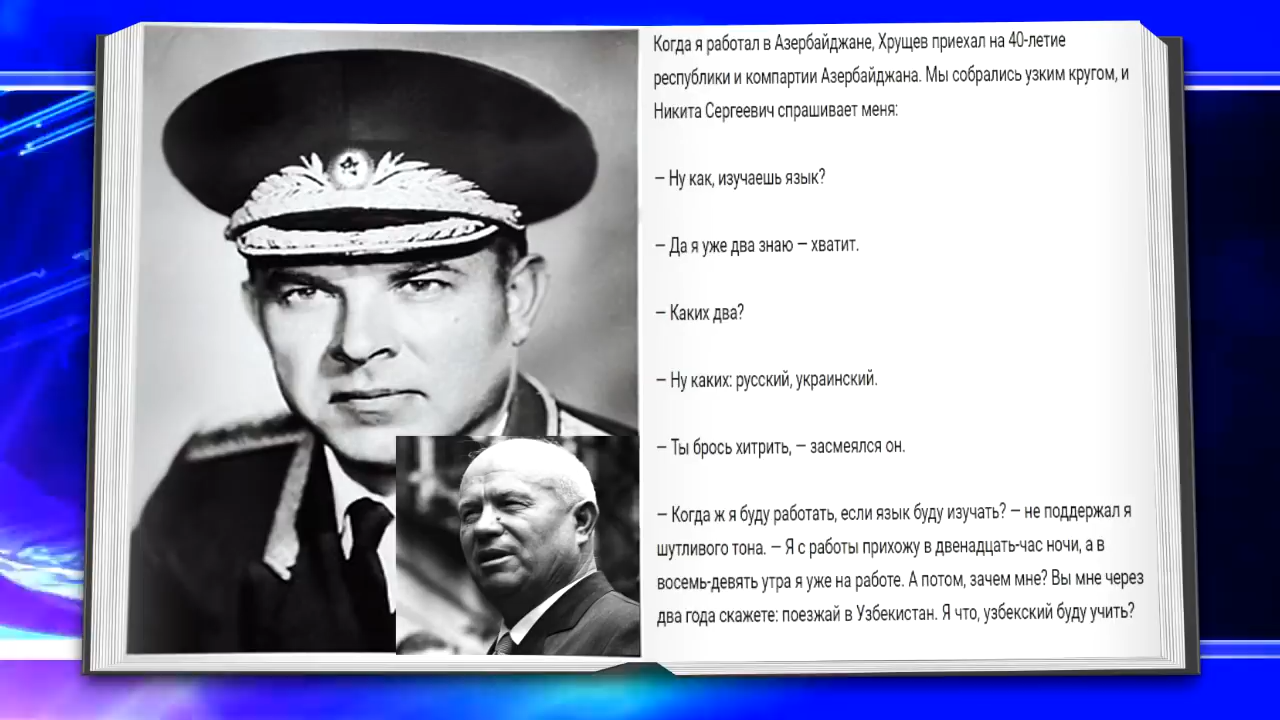 Когда я работал в Азербайджане, Хрущев приехал на 40-летие
республики и компартии Азербайджана. Мы собрались узким кругом, и
Никита Сергеевич спрашивает меня:
— Ну как, изучаешь язык?
— Да я уже два знаю — хватит.
— Каких два?
— Ну каких: русский, украинский.
— Ты брось хитрить, — засмеялся он.
— Когда ж я буду работать, если язык буду изучать? — не поддержал я
шутливого тона. — Я с работы прихожу в двенадцать-час ночи, а в
восемь-девять утра я уже на работе. А потом, зачем мне? Вы мне через
два года скажете: поезжай в Узбекистан. Я что, узбекский буду учить?